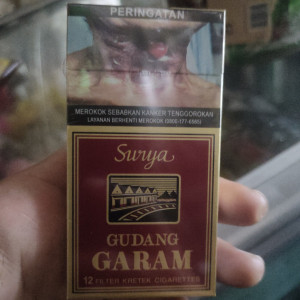 PERINGATAN
MEROKOK SEBABKAN KANKER TENGGOROKAN
LAYANAN BERHENTI MEROKOK (0800-177-6565)
Surya
GUDANG
GARAM
12 FILTER KRETEK CIGARETTES